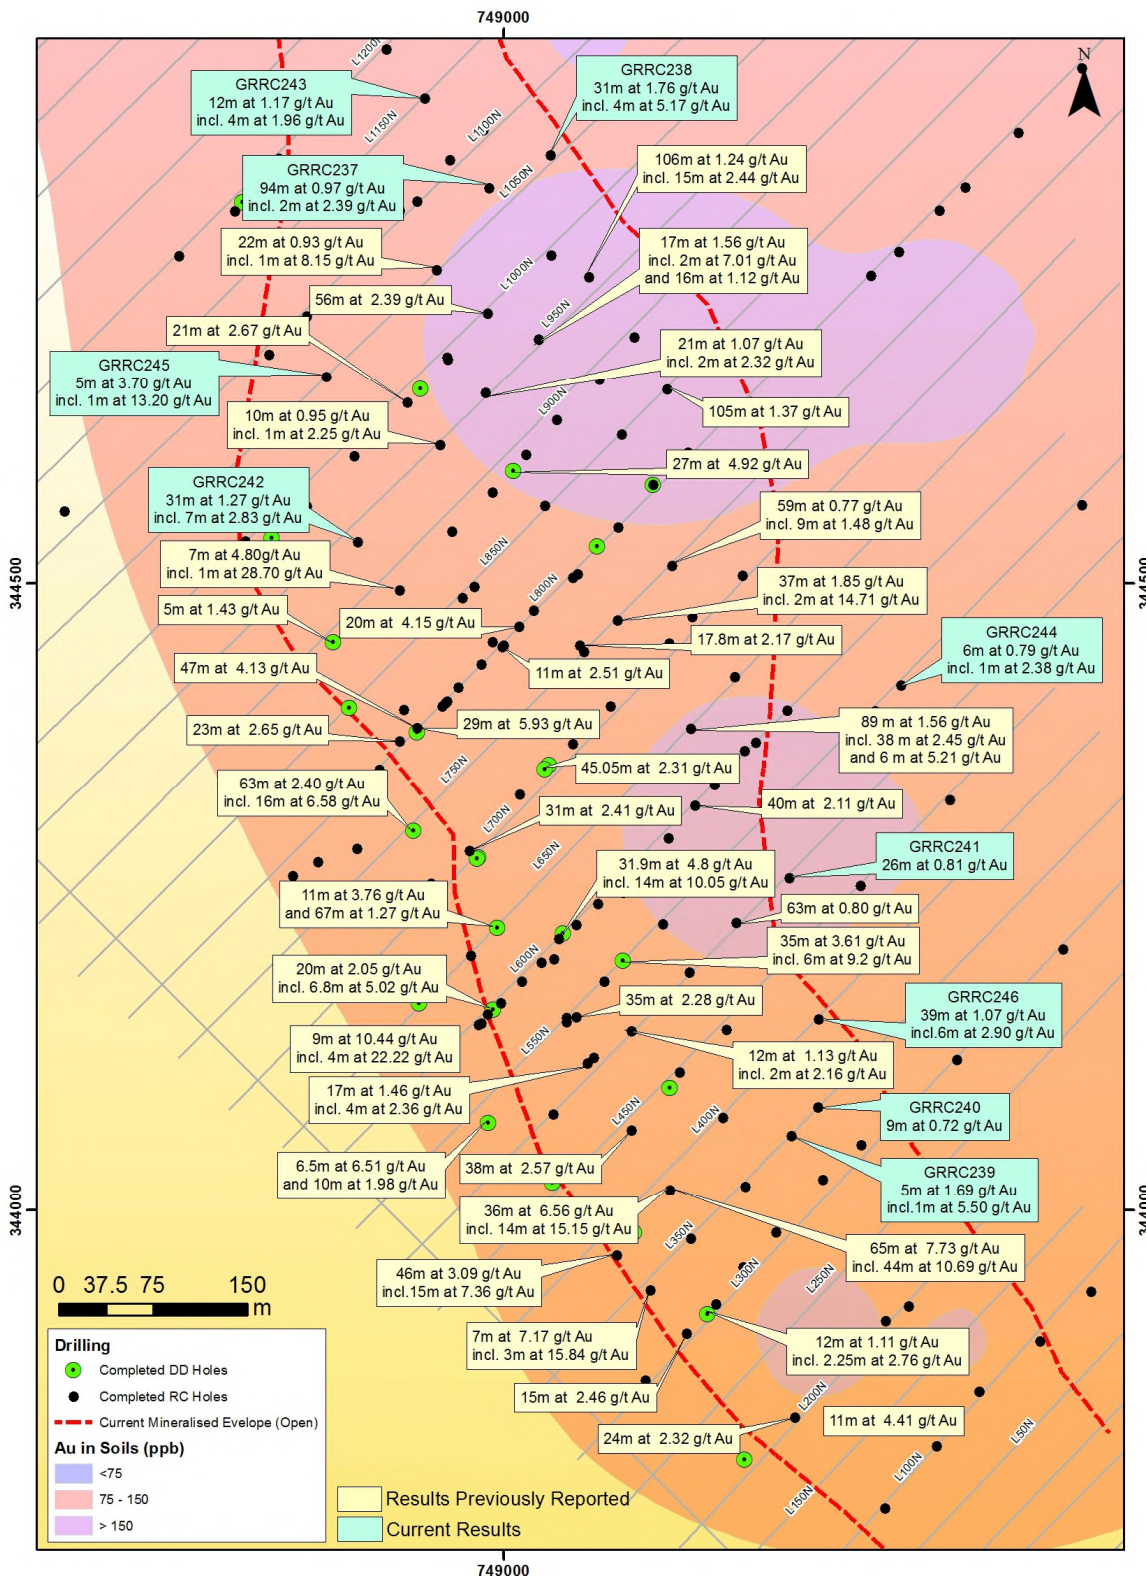 749000
N
L1200N
GRRC243
12m at 1.17 g/t Au
incl. 4m at 1.96 g/t Au
GRRC238
31m at 1.76 g/t Au
incl. 4m at 5.17 g/t Au
L1150N
L1100N
106m at 1.24 g/t Au
incl. 15m at 2.44 g/t Au
GRRC237
94m at 0.97 g/t Au
incl. 2m at 2.39 g/t Au
L1050N
22m at 0.93 g/t Au
incl. 1m at 8.15 g/t Au
17m at 1.56 g/t Au
incl. 2m at 7.01 g/t Au
and 16m at 1.12 g/t Au
L1000N
56m at 2.39 g/t Au
L950N
21m at 2.67 g/t Au
21m at 1.07 g/t Au
incl. 2m at 2.32 g/t Au
GRRC245
5m at 3.70 g/t Au
incl. 1m at 13.20 g/t Au
L900N
105m at 1.37 g/t Au
10m at 0.95 g/t Au
incl. 1m at 2.25 g/t Au
27m at 4.92 g/t Au
GRRC242
31m at 1.27 g/t Au
incl. 7m at 2.83 g/t Au
59m at 0.77 g/t Au
incl. 9m at 1.48 g/t Au
L850N
7m at 4.80g/t Au
incl. 1m at 28.70 g/t Au
L800N
344500
344500
37m at 1.85 g/t Au
incl. 2m at 14.71 g/t Au
5m at 1.43 g/t Au
20m at 4.15 g/t Au
17.8m at 2.17 g/t Au
GRRC244
6m at 0.79 g/t Au
incl. 1m at 2.38 g/t Au
47m at 4.13 g/t Au
11m at 2.51 g/t Au
23m at 2.65 g/t Au
29m at 5.93 g/t Au
89 m at 1.56 g/t Au
incl. 38 m at 2.45 g/t Au
and 6 m at 5.21 g/t Au
L750N
45.05m at 2.31 g/t Au
63m at 2.40 g/t Au
incl. 16m at 6.58 g/t Au
40m at 2.11 g/t Au
L700N
31m at 2.41 g/t Au
L650N
GRRC241
26m at 0.81 g/t Au
31.9m at 4.8 g/t Au
incl. 14m at 10.05 g/t Au
11m at 3.76 g/t Au
and 67m at 1.27 g/t Au
63m at 0.80 g/t Au
35m at 3.61 g/t Au
incl. 6m at 9.2 g/t Au
L600N
20m at 2.05 g/t Au
incl. 6.8m at 5.02 g/t Au
35m at 2.28 g/t Au
GRRC246
39m at 1.07 g/t Au
incl.6m at 2.90 g/t Au
L550N
9m at 10.44 g/t Au
incl. 4m at 22.22 g/t Au
12m at 1.13 g/t Au
incl. 2m at 2.16 g/t Au
17m at 1.46 g/t Au
incl. 4m at 2.36 g/t Au
L450N
L400N
GRRC240
9m at 0.72 g/t Au
6.5m at 6.51 g/t Au
and 10m at 1.98 g/t Au
38m at 2.57 g/t Au
GRRC239
5m at 1.69 g/t Au
incl.1m at 5.50 g/t Au
344000
344000
36m at 6.56 g/t Au
incl. 14m at 15.15 g/t Au
L350N
65m at 7.73 g/t Au
incl. 44m at 10.69 g/t Au
46m at 3.09 g/t Au
incl.15m at 7.36 g/t Au
L300N
L250N
0 37.5 75 150
m
7m at 7.17 g/t Au
incl. 3m at 15.84 g/t Au
12m at 1.11 g/t Au
incl. 2.25m at 2.76 g/t Au
15m at 2.46 g/t Au
L200N
11m at 4.41 g/t Au
24m at 2.32 g/t Au
L50N
L100N
L150N
Drilling
Completed DD Holes
Completed RC Holes
Current Mineralised Evelope (Open)
Au in Soils (ppb)
<75
75 - 150
> 150
Results Previously Reported
Current Results
749000